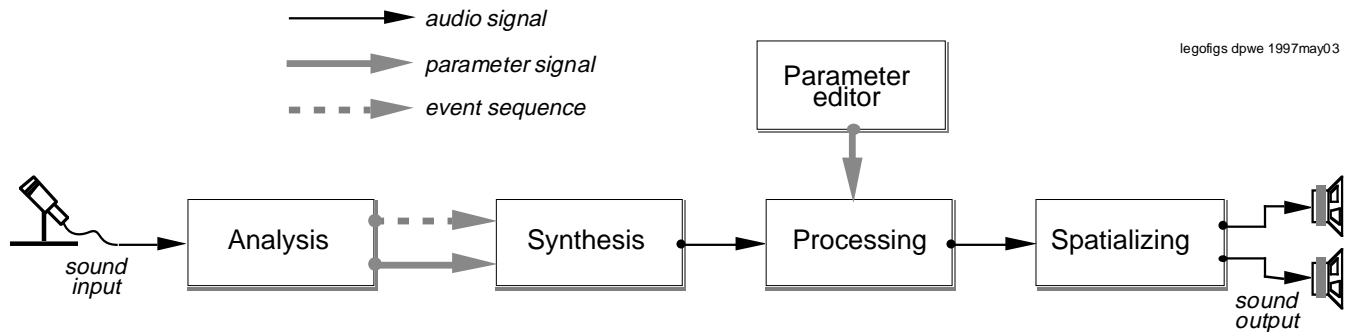 audio signal
parameter signal
event sequence
legofigs dpwe 1997may03
Parameter
editor
sound
input
Analysis
Synthesis
Processing
Spatializing
sound
output